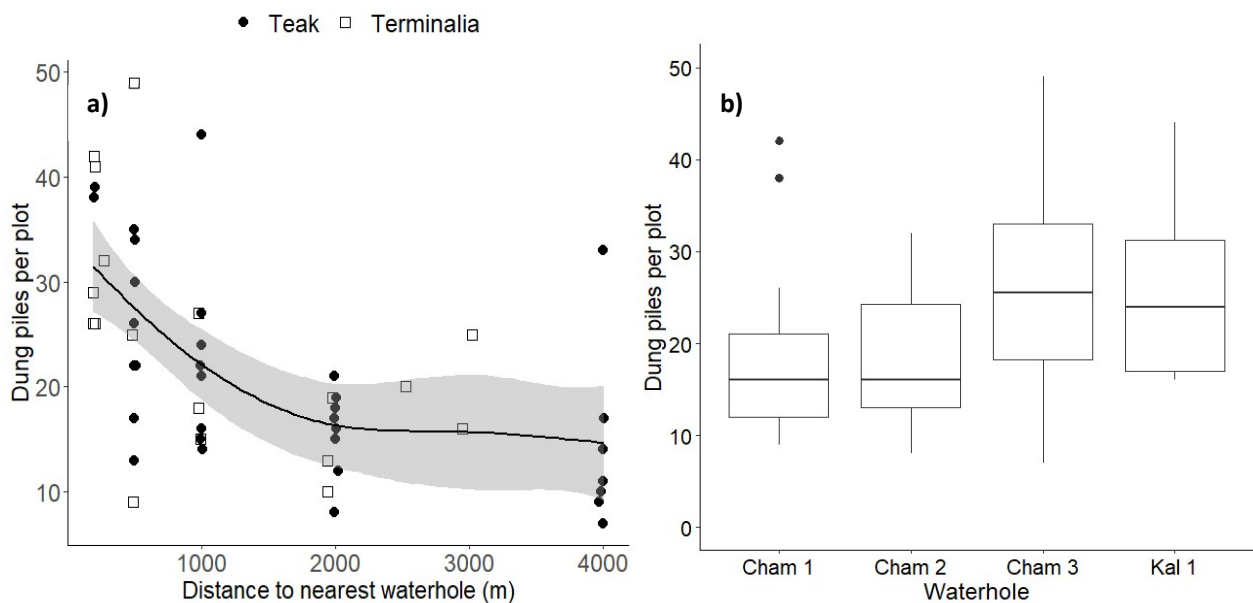 Teak Terminalia
a)
Dung piles per plot
50
40
30
20
10
1000 2000 3000 4000
Distance to nearest waterhole (m)
b)
Dung piles per plot
50
40
30
20
10
0
Cham 1 Cham 2 Cham 3 Kal 1
Waterhole